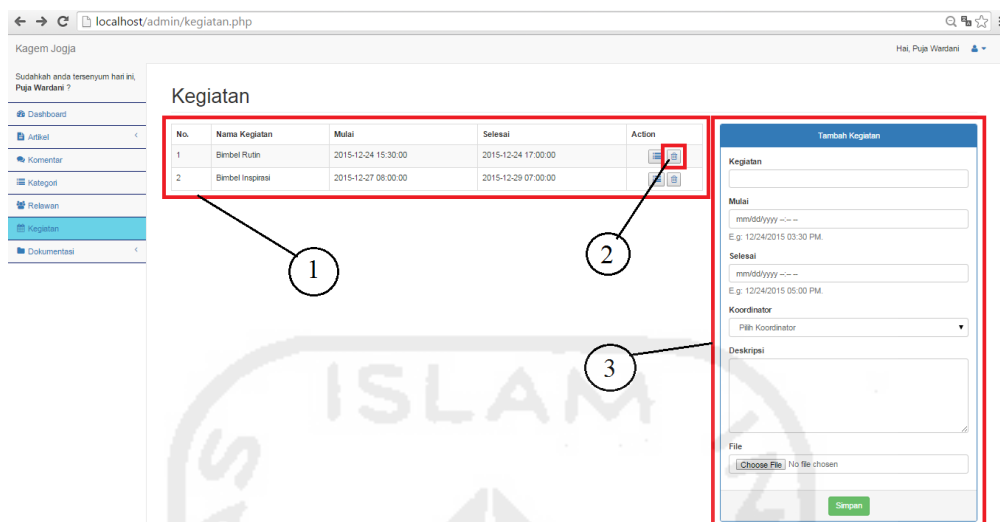 localhost/admin/kegiatan.php
Kagem Jogja
Hai, Puja Wardani
Sudahkah anda tersenyum hari ini,
Puja Wardani ?
Dashboard
Artikel
Komentar
Kategori
Relawan
Kegiatan
Dokumentasi
Kegiatan
No. Nama Kegiatan Mulai Selesai Action
1 Bimbel Rutin 2015-12-24 15:30:00 2015-12-24 17:00:00
2 Bimbel Inspirasi 2015-12-27 08:00:00 2015-12-29 07:00:00
1
2
3
Tambah Kegiatan
Kegiatan
Mulai
mm/dd/yyyy --:-- --
E.g: 12/24/2015 03:30 PM.
Selesai
mm/dd/yyyy --:-- --
E.g: 12/24/2015 05:00 PM.
Koordinator
Pilih Koordinator
Deskripsi
File
Choose File No file chosen
Simpan
ISLAM